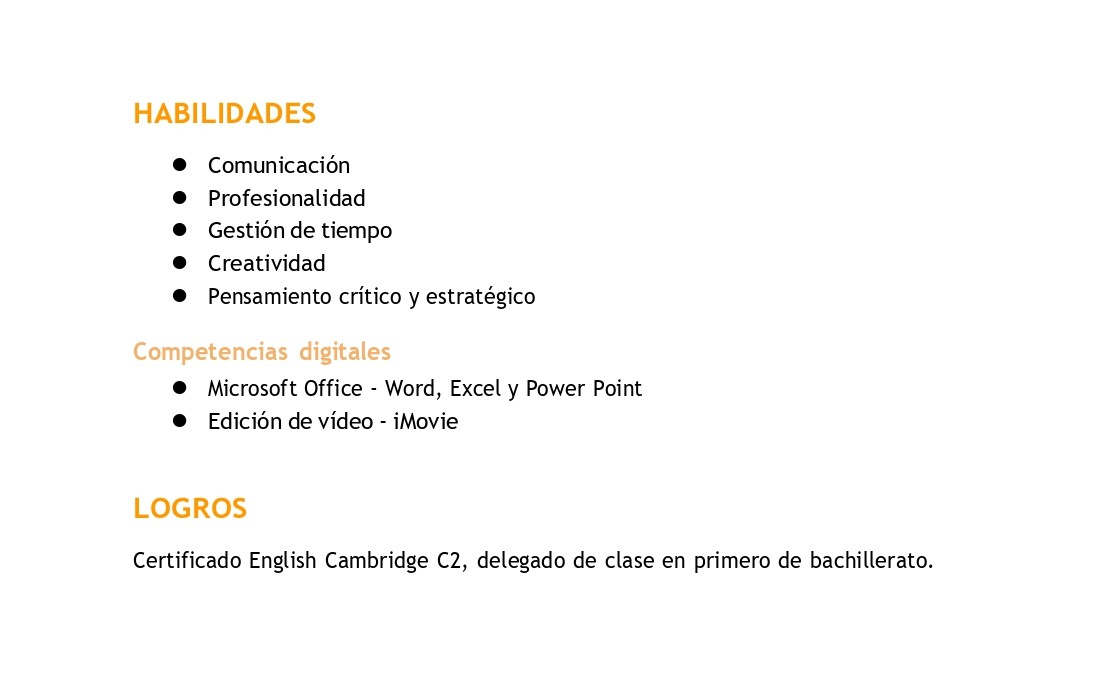 HABILIDADES
● Comunicación
● Profesionalidad
● Gestión de tiempo
● Creatividad
● Pensamiento crítico y estratégico
Competencias digitales
● Microsoft Office - Word, Excel y Power Point
● Edición de vídeo - iMovie
LOGROS
Certificado English Cambridge C2, delegado de clase en primero de bachillerato.